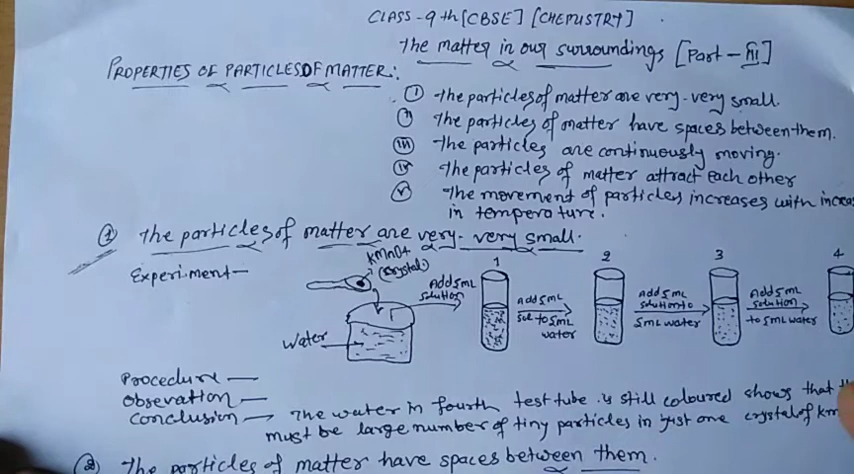 CLASS-9th [CBSE] [CHEMISTRY]
The matter in our surroundings [Part-III]
PROPERTIES OF PARTICLES OF MATTER:
(i) The particles of matter are very-very small.
(ii) The particles of matter have spaces between them.
(iii) The particles are continuously moving.
(iv) The particles of matter attract each other
(v) The movement of particles increases with increas
in temperature.
(1) The particles of matter are very-very small.
Experiment-
KMnO4
(Crystal)
Water
Add 5mL
solution
1
Add 5mL
Sol to 5mL
water
2
Add 5mL
solution to
5mL water
3
Add 5mL
solution
to 5mL water
4
Procedure -
Obsevation -
Conclusion → The water in fourth test tube is still coloured shows that th
must be large number of tiny particles in just one crystal of KM
(2) The particles of matter have spaces between them.